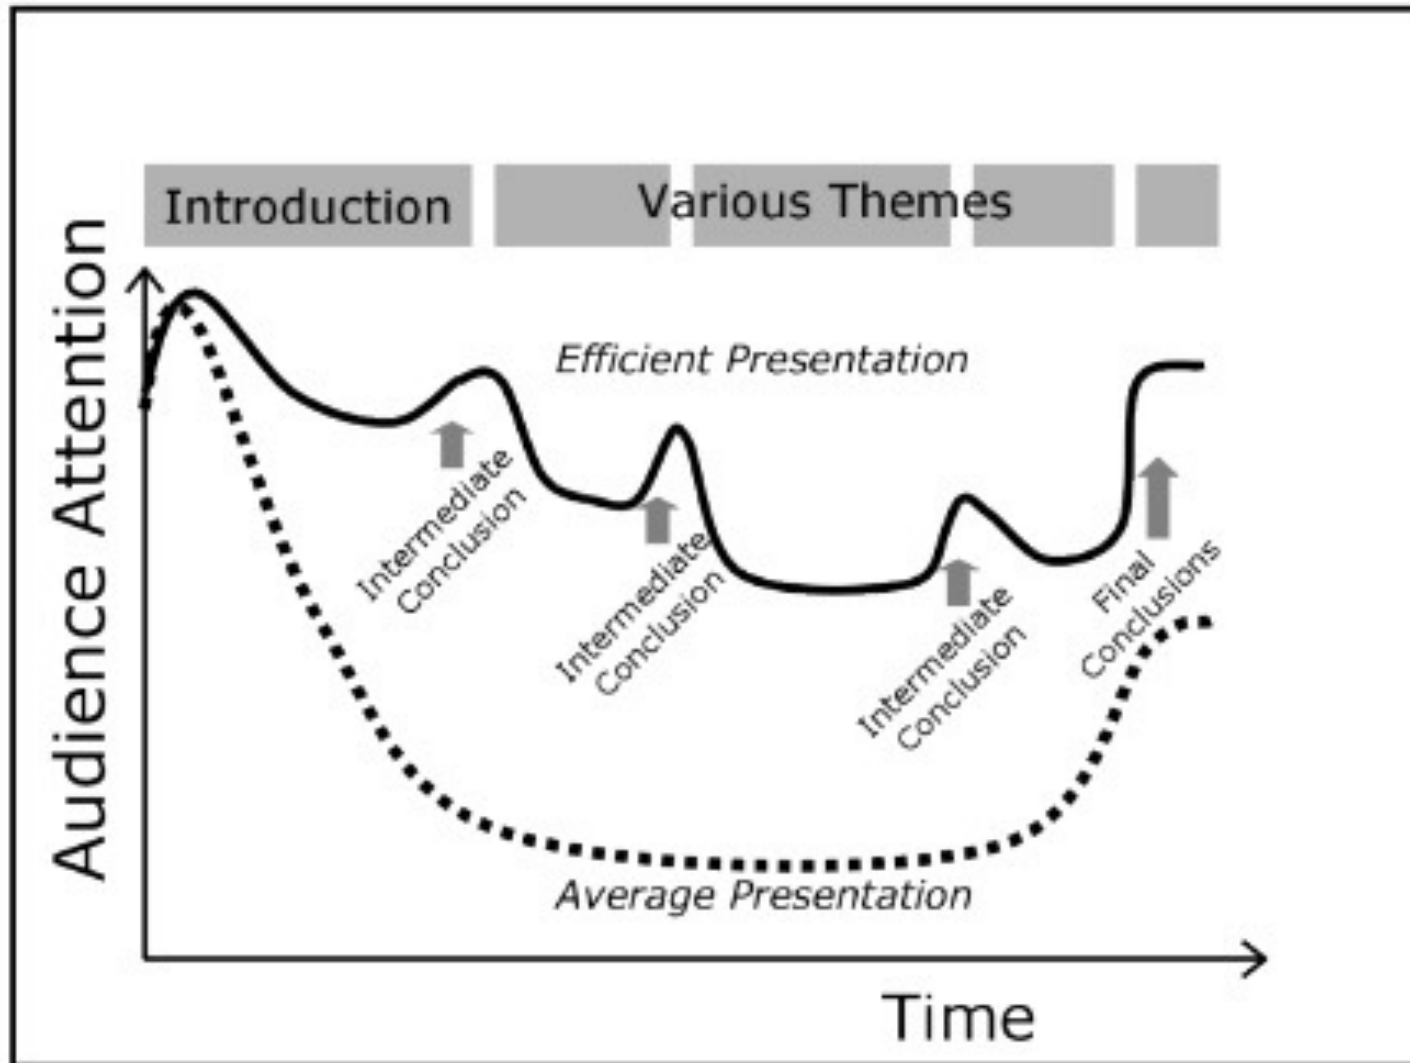 Introduction
Various Themes
Audience Attention
Efficient Presentation
Intermediate
Conclusion
Intermediate
Conclusion
Intermediate
Conclusion
Final
Conclusions
Average Presentation
Time